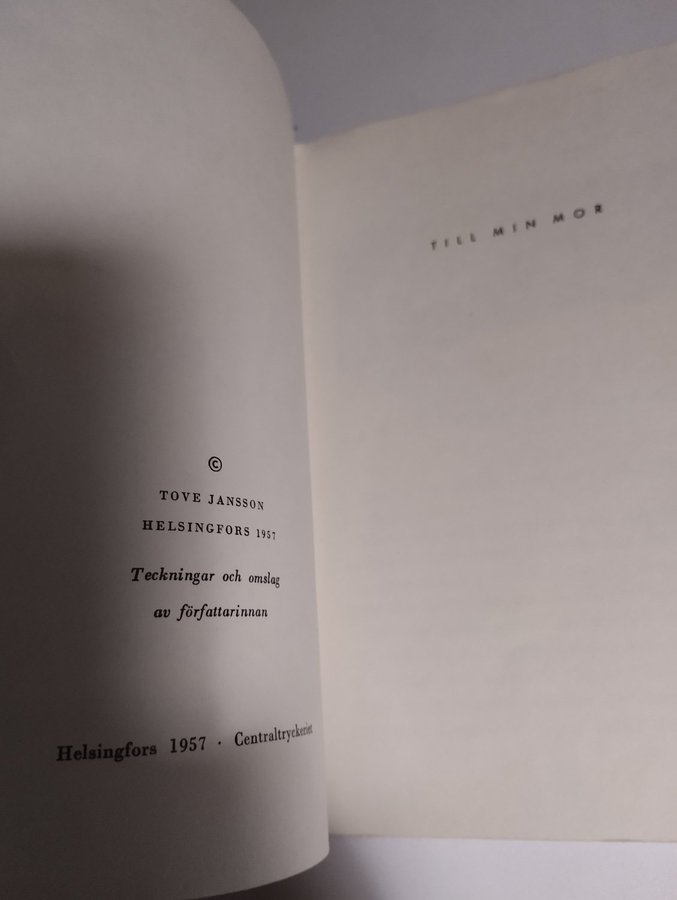 ©
TOVE JANSSON
HELSINGFORS 1957
Teckningar och omslag
av författarinnan
Helsingfors 1957 · Centraltryckeriet
TILL MIN MOR